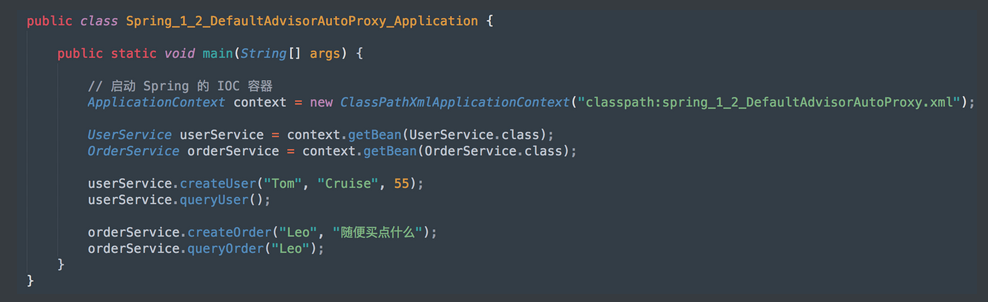 public class Spring_1_2_DefaultAdvisorAutoProxy_Application {
public static void main(String[] args) {
// 启动 Spring 的 IOC 容器
ApplicationContext context = new ClassPathXmlApplicationContext("classpath:spring_1_2_DefaultAdvisorAutoProxy.xml");
UserService userService = context.getBean(UserService.class);
OrderService orderService = context.getBean(OrderService.class);
userService.createUser("Tom", "Cruise", 55);
userService.queryUser();
orderService.createOrder("Leo", "随便买点什么");
orderService.queryOrder("Leo");
}
}